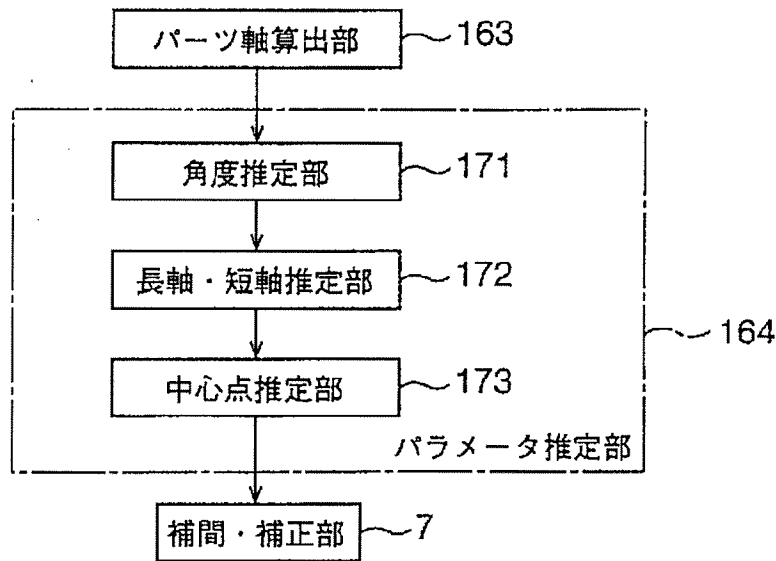 パーツ軸算出部 163
角度推定部 171
長軸・短軸推定部 172
164
中心点推定部 173
パラメータ推定部
補間・補正部 7